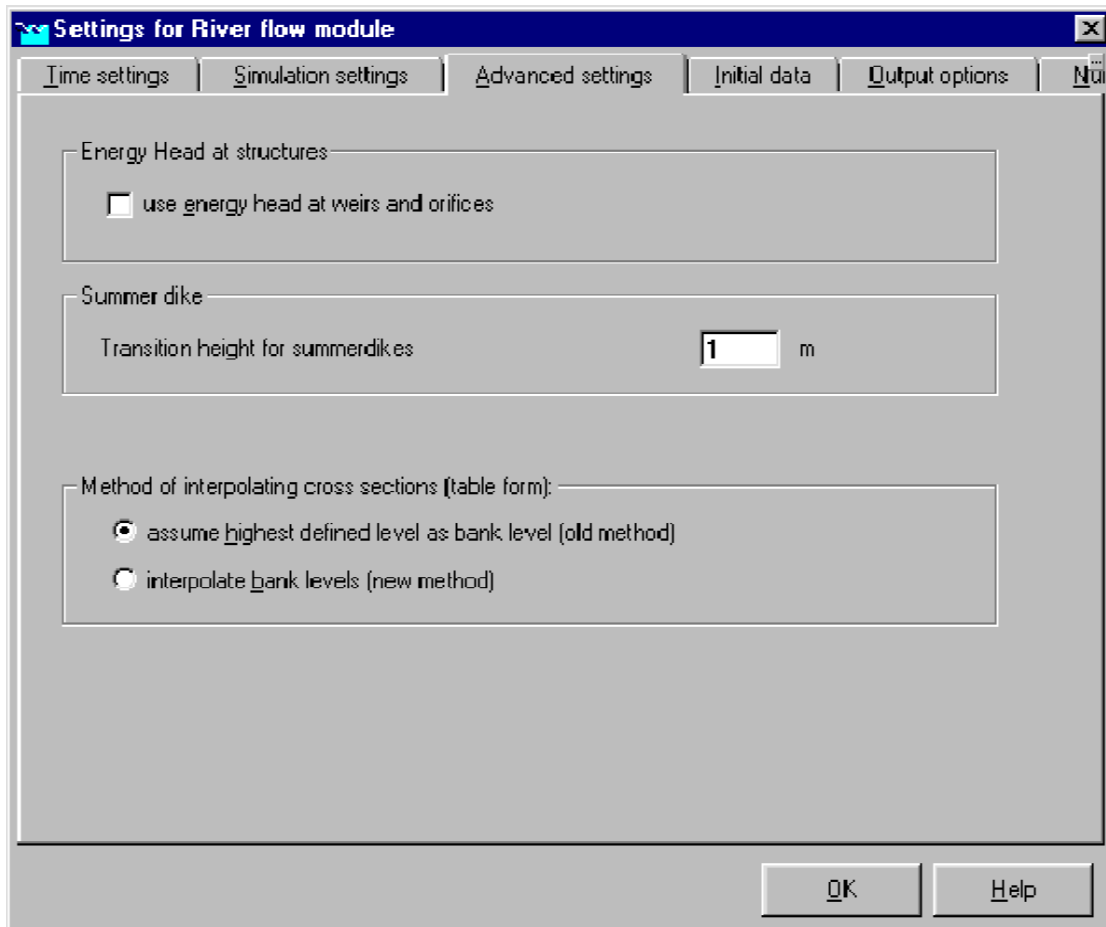 Settings for River flow module
Time settings Simulation settings Advanced settings Initial data Output options
Energy Head at structures
use energy head at weirs and orifices
Summer dike
Transition height for summerdikes 1 m
Method of interpolating cross sections (table form):
assume highest defined level as bank level (old method)
interpolate bank levels (new method)
OK Help